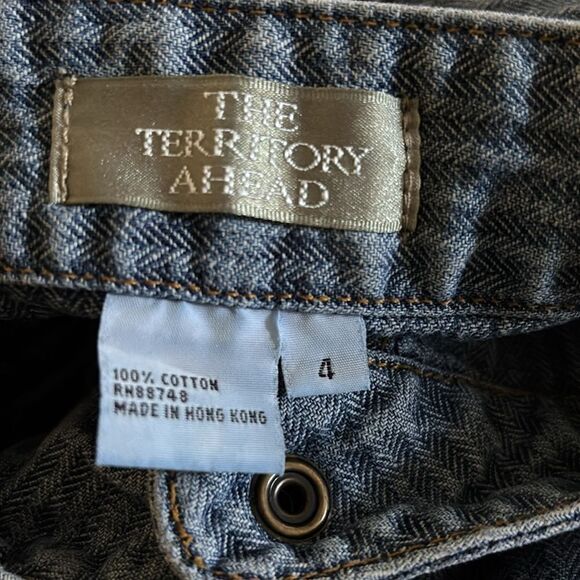 THE
TERRITORY
AHEAD
100% COTTON
RN88748
MADE IN HONG KONG
4